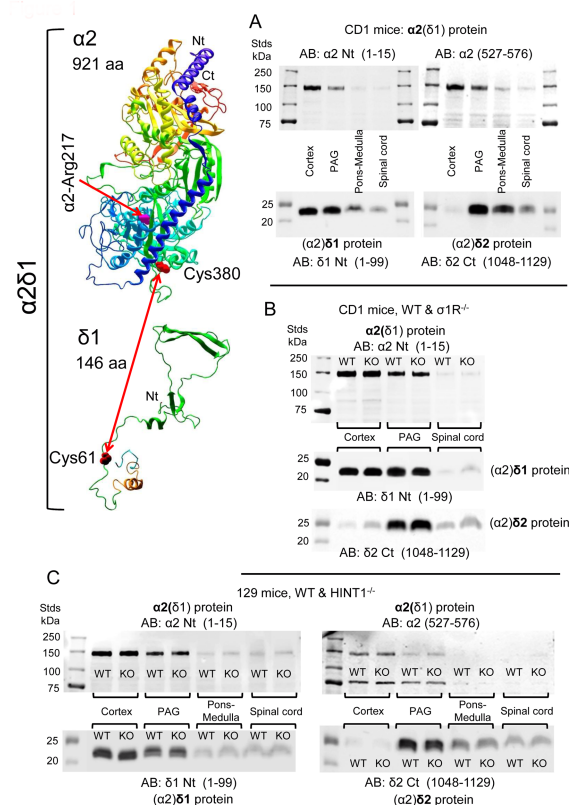 α2
921 aa
Nt
Ct
α2-Arg217
Cys380
α2δ1
δ1
146 aa
Nt
Cys61
A
CD1 mice: α2(δ1) protein
Stds
kDa
AB: α2 Nt (1-15)
AB: α2 (527-576)
250
150
100
75
Cortex
PAG
Pons-Medulla
Spinal cord
Cortex
PAG
Pons-Medulla
Spinal cord
25
20
(α2)δ1 protein
(α2)δ2 protein
AB: δ1 Nt (1-99)
AB: δ2 Ct (1048-1129)
B
CD1 mice, WT & σ1R-/-
Stds
kDa
α2(δ1) protein
AB: α2 Nt (1-15)
WT KO WT KO WT KO
250
150
100
75
Cortex PAG Spinal cord
25
20
(α2)δ1 protein
AB: δ1 Nt (1-99)
25
20
(α2)δ2 protein
AB: δ2 Ct (1048-1129)
C
129 mice, WT & HINT1-/-
Stds
kDa
α2(δ1) protein
AB: α2 Nt (1-15)
α2(δ1) protein
AB: α2 (527-576)
250
150
100
75
WT KO WT KO WT KO WT KO
WT KO WT KO WT KO WT KO
Cortex PAG Pons-Medulla Spinal cord
Cortex PAG Pons-Medulla Spinal cord
25
20
WT KO WT KO WT KO WT KO
25
20
WT KO WT KO WT KO WT KO
AB: δ1 Nt (1-99)
(α2)δ1 protein
AB: δ2 Ct (1048-1129)
(α2)δ2 protein